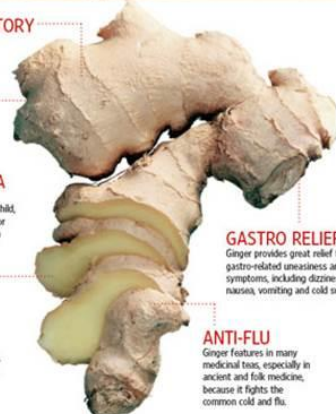 TORY
A
hild,
or
GASTRO RELIEF
Ginger provides great relief
gastro-related uneasiness
symptoms, including
nausea, vomiting and cold
ANTI-FLU
Ginger features in many
medicinal teas, especially in
ancient and folk medicine,
because it fights the
common cold and flu.